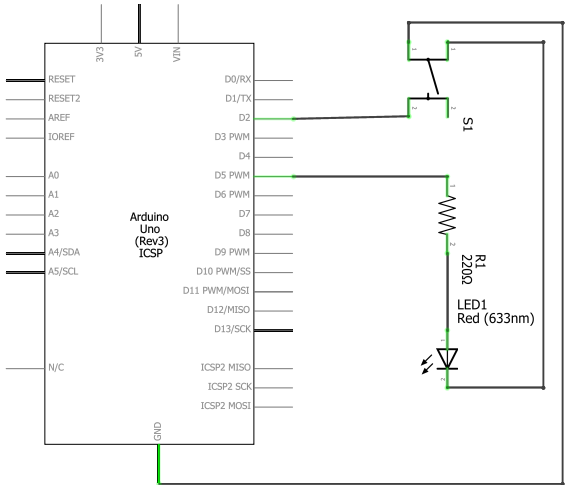 3V3
5V
VIN
RESET
RESET2
AREF
IOREF
A0
A1
A2
A3
A4/SDA
A5/SCL
N/C
Arduino
Uno
(Rev3)
ICSP
D0/RX
D1/TX
D2
D3 PWM
D4
D5 PWM
D6 PWM
D7
D8
D9 PWM
D10 PWM/SS
D11 PWM/MOSI
D12/MISO
D13/SCK
ICSP2 MISO
ICSP2 SCK
ICSP2 MOSI
GND
1
1
2
2
S1
1
2
R1
220Ω
LED1
Red (633nm)
1
2